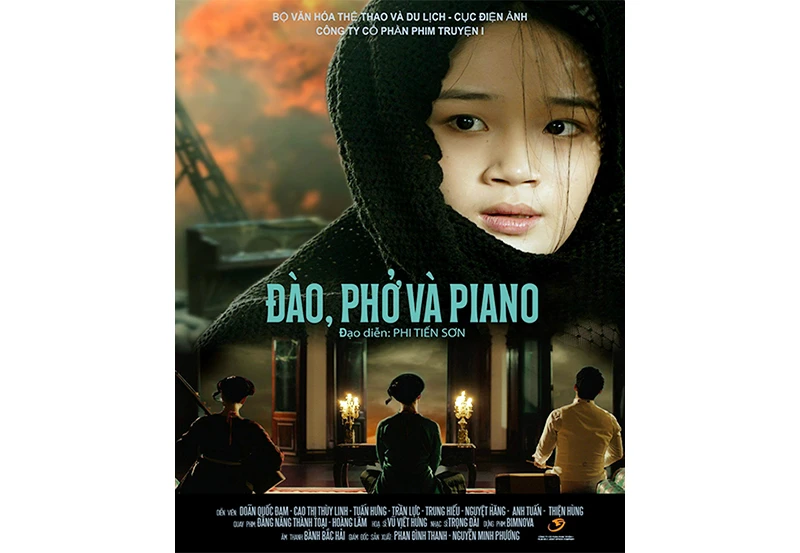 BỘ VĂN HÓA THỂ THAO VÀ DU LỊCH - CỤC ĐIỆN ẢNH
CÔNG TY CỔ PHẦN PHIM TRUYỆN I
ĐÀO, PHỞ VÀ PIANO
Đạo diễn: PHI TIẾN SƠN
DIỄN VIÊN DOÃN QUỐC ĐAM - CAO THỊ THÙY LINH - TUẤN HƯNG - TRẦN LỰC - TRUNG HIẾU - NGUYỆT HẰNG - ANH TUẤN - THIỆN HÙNG
QUAY PHIM ĐẶNG NĂNG THÀNH TOẠI - HOÀNG LÂM HOẠ SĨ VŨ VIỆT HƯNG NHẠC SĨ TRỌNG ĐÀI DỰNG PHIM BIMNOVA
ÂM THANH BÀNH BẮC HẢI GIÁM ĐỐC SẢN XUẤT PHAN ĐÌNH THANH - NGUYỄN MINH PHƯƠNG